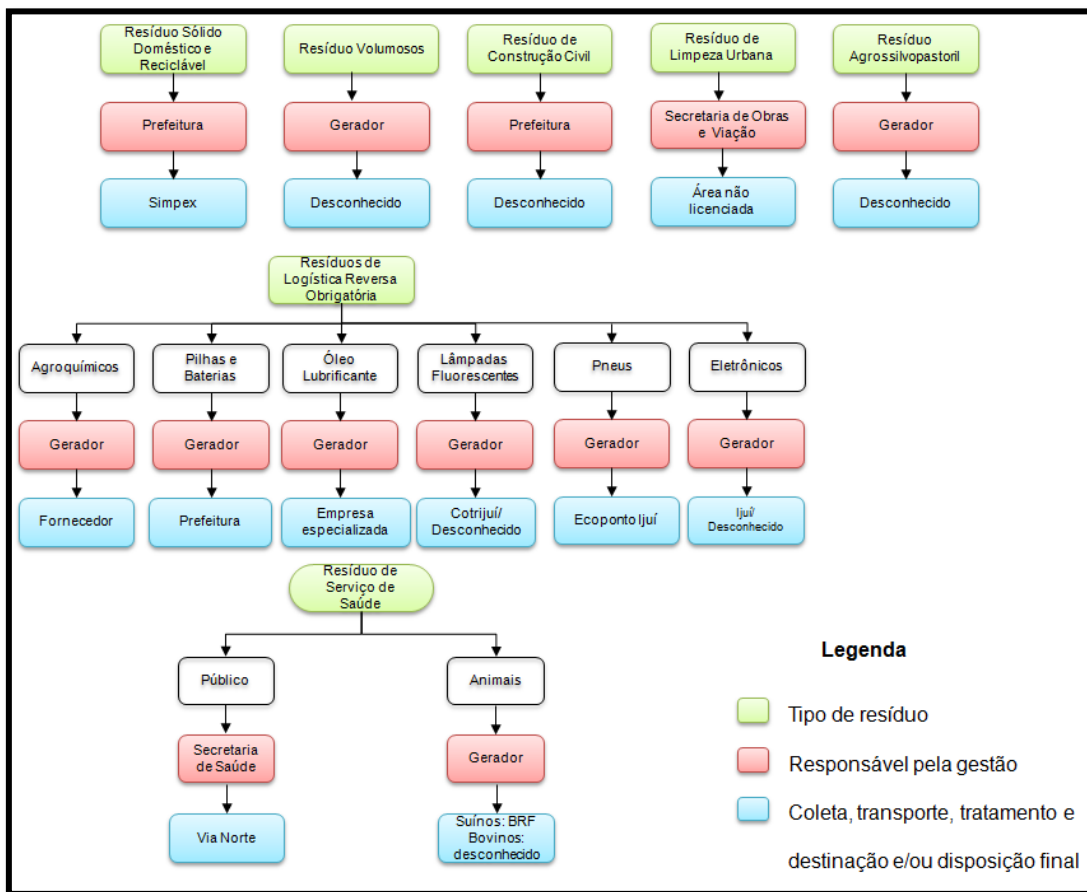 Resíduo Sólido
Doméstico e
Reciclável
Resíduo Volumosos
Resíduo de
Construção Civil
Resíduo de
Limpeza Urbana
Resíduo
Agrossilvopastoril
Prefeitura
Gerador
Prefeitura
Secretaria de Obras
e Viação
Gerador
Simpex
Desconhecido
Desconhecido
Área não
licenciada
Desconhecido
Resíduos de
Logística Reversa
Obrigatória
Agroquímicos
Pilhas e
Baterias
Óleo
Lubrificante
Lâmpadas
Fluorescentes
Pneus
Eletrônicos
Gerador
Gerador
Gerador
Gerador
Gerador
Gerador
Fornecedor
Prefeitura
Empresa
especializada
Cotrijuí/
Desconhecido
Ecoponto Ijuí
Ijuí/
Desconhecido
Resíduo de
Serviço de
Saúde
Público
Animais
Secretaria
de Saúde
Gerador
Via Norte
Suínos: BRF
Bovinos:
desconhecido
Legenda
Tipo de resíduo
Responsável pela gestão
Coleta, transporte, tratamento e
destinação e/ou disposição final